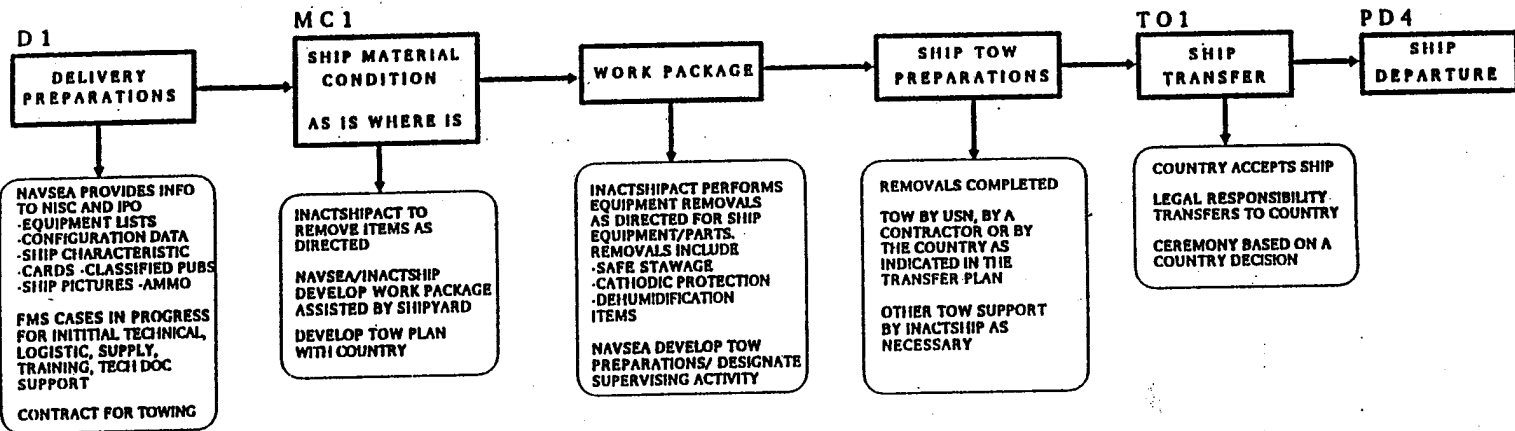 D1
DELIVERY
PREPARATIONS
MC1
SHIP MATERIAL
CONDITION
AS IS WHERE IS
WORK PACKAGE
SHIP TOW
PREPARATIONS
TO1
SHIP
TRANSFER
PD4
SHIP
DEPARTURE
NAVSEA PROVIDES INFO
TO NISC AND IPO
-EQUIPMENT LISTS
-CONFIGURATION DATA
-SHIP CHARACTERISTIC
-CARDS -CLASSIFIED PUBS
-SHIP PICTURES -AMMO
FMS CASES IN PROGRESS
FOR INITITIAL TECHNICAL,
LOGISTIC, SUPPLY,
TRAINING, TECH DOC
SUPPORT
CONTRACT FOR TOWING
INACTSHIPACT TO
REMOVE ITEMS AS
DIRECTED
NAVSEA/INACTSHIP
DEVELOP WORK PACKAGE
ASSISTED BY SHIPYARD
DEVELOP TOW PLAN
WITH COUNTRY
INACTSHIPACT PERFORMS
EQUIPMENT REMOVALS
AS DIRECTED FOR SHIP
EQUIPMENT/PARTS.
REMOVALS INCLUDE
-SAFE STAWAGE
-CATHODIC PROTECTION
-DEHUMIDIFICATION
ITEMS
NAVSEA DEVELOP TOW
PREPARATIONS/ DESIGNATE
SUPERVISING ACTIVITY
REMOVALS COMPLETED
TOW BY USN, BY A
CONTRACTOR OR BY
THE COUNTRY AS
INDICATED IN THE
TRANSFER PLAN
OTHER TOW SUPPORT
BY INACTSHIP AS
NECESSARY
COUNTRY ACCEPTS SHIP
LEGAL RESPONSIBILITY
TRANSFERS TO COUNTRY
CEREMONY BASED ON A
COUNTRY DECISION